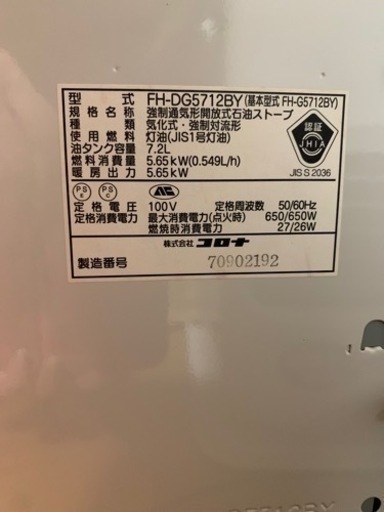 型式 FH-DG5712BY(基本型式 FH-G5712BY)
規格名称 強制通気形開放式石油ストーブ
種類 気化式・強制対流形
使用燃料 灯油(JIS1号灯油)
油タンク容量 7.2L
燃料消費量 5.65kW(0.549L/h)
暖房出力 5.65kW
認証
JHIA
JIS S 2036
PS
PS
定格電圧 100V 定格周波数 50/60Hz
定格消費電力 最大消費電力(点火時) 650/650W
燃焼時消費電力 27/26W
株式会社 コロナ
製造番号 70902192